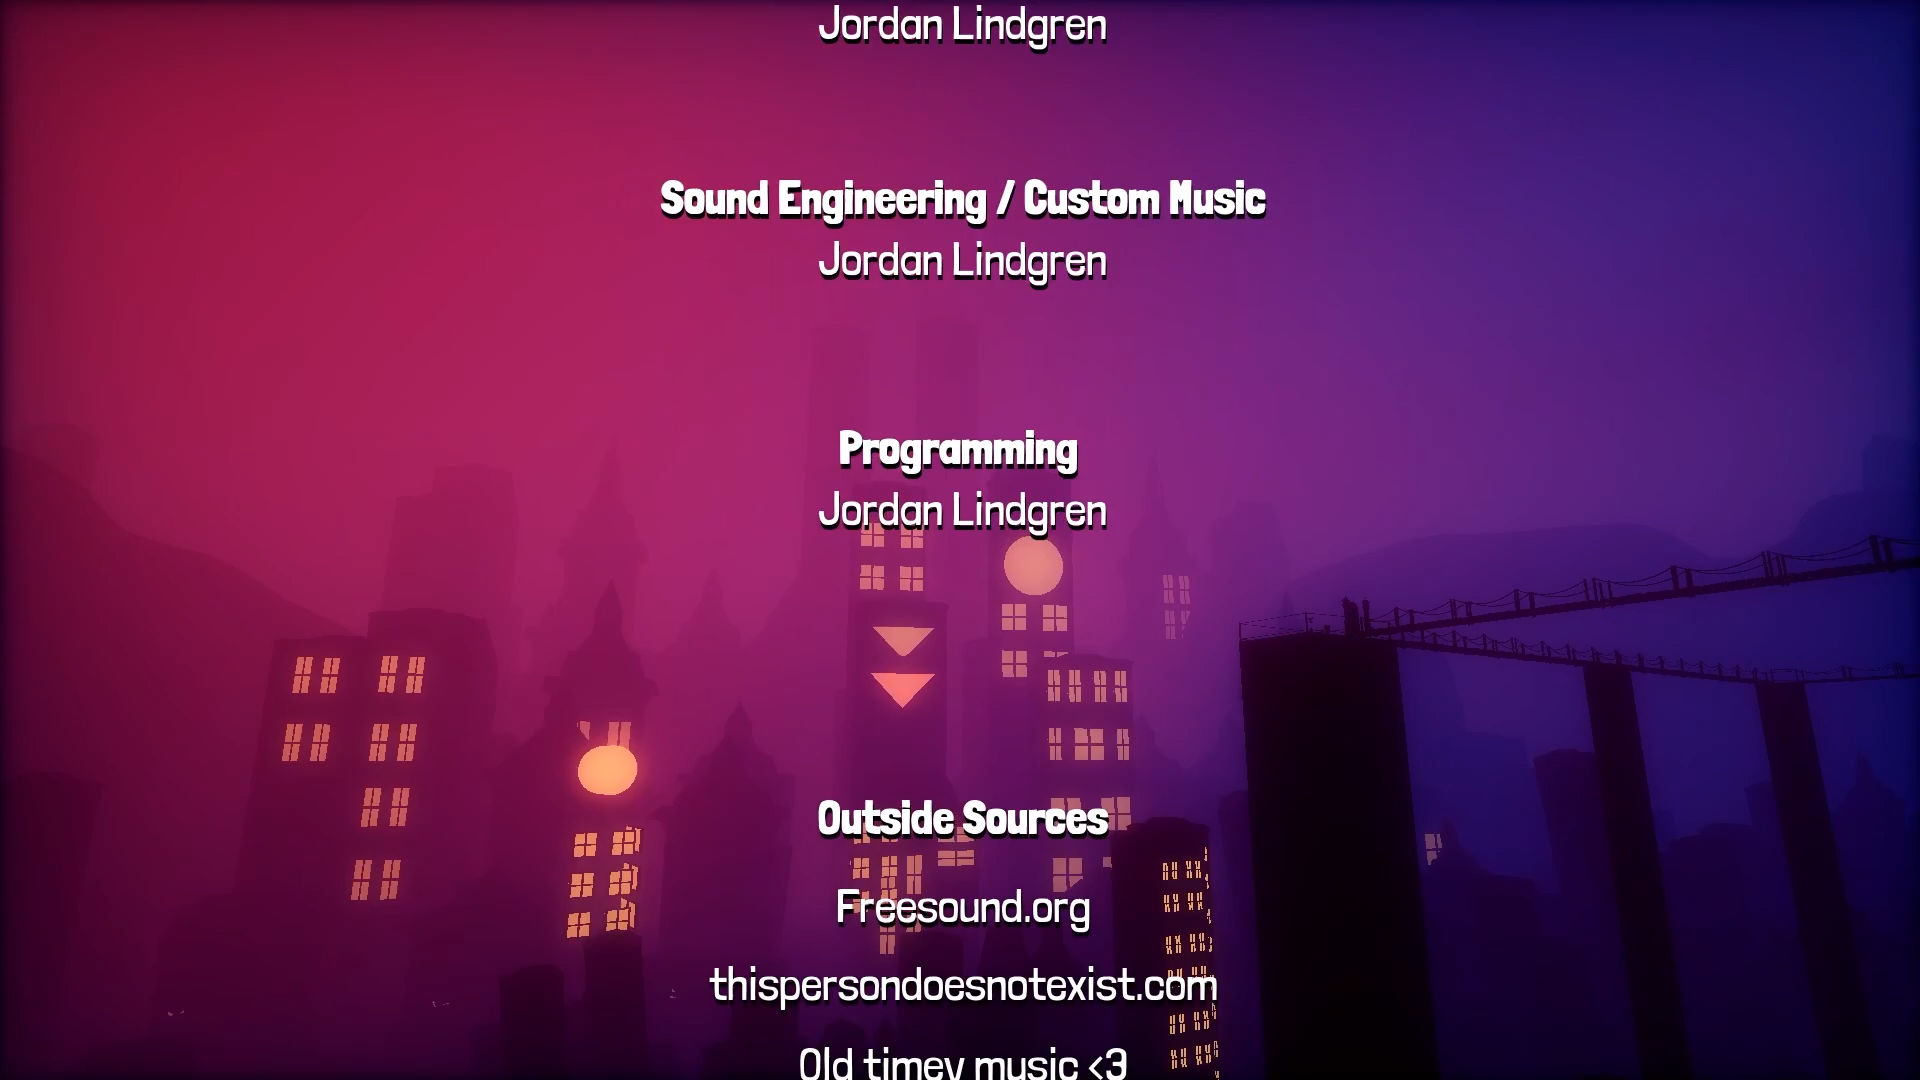 Jordan Lindgren
Sound Engineering / Custom Music
Jordan Lindgren
Programming
Jordan Lindgren
Outside Sources
Freesound.org
thispersondoesnotexist.com
Old timey music <3